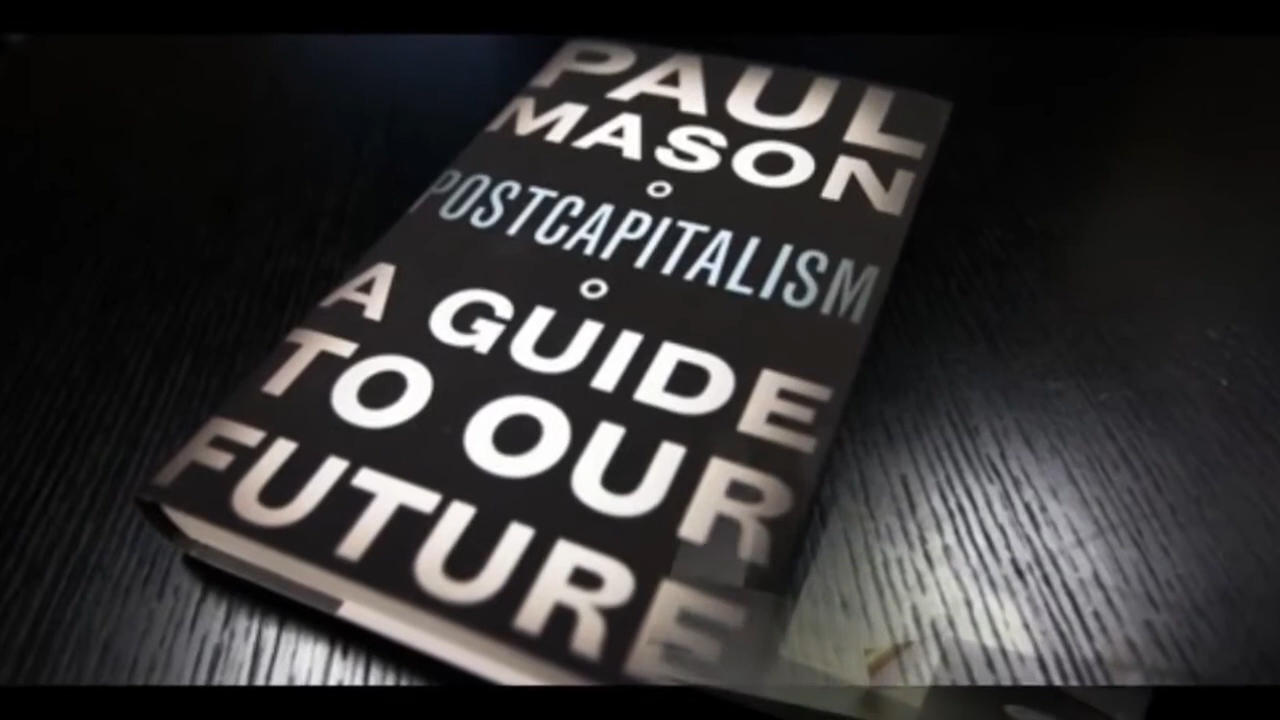 PAUL
MASON
POSTCAPITALISM
A GUIDE
TO OUR
FUTURE